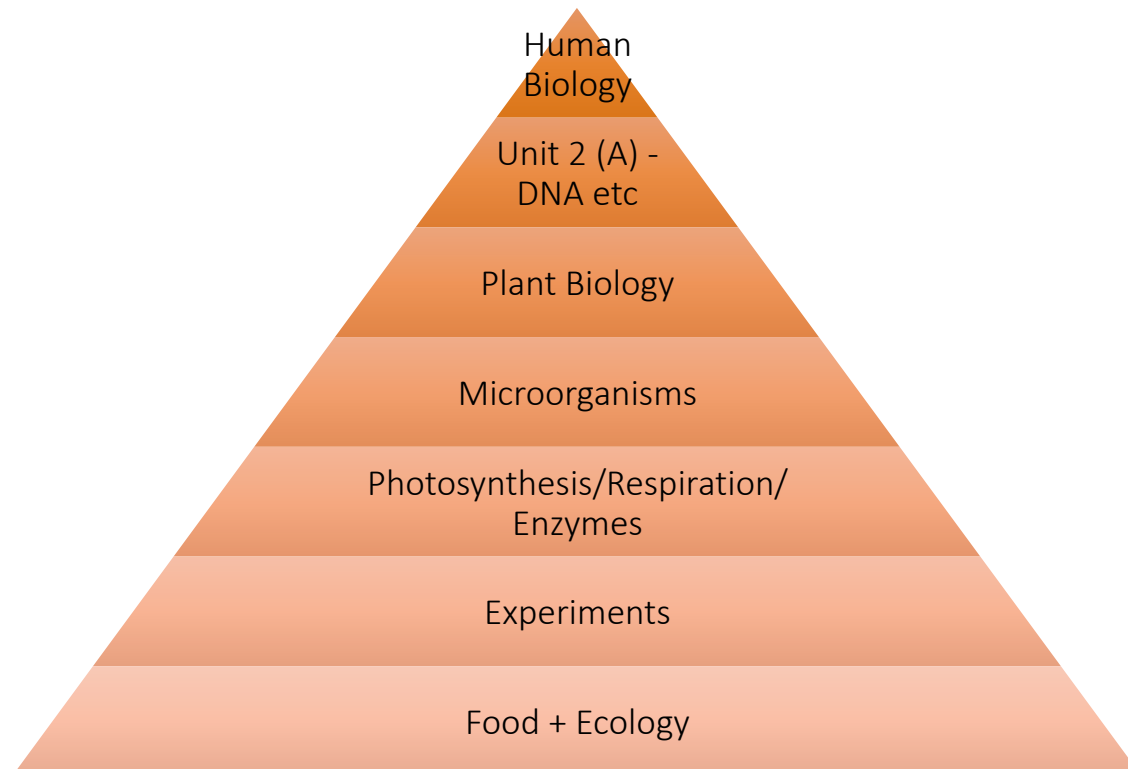 Human
Biology
Unit 2 (A) -
DNA etc
Plant Biology
Microorganisms
Photosynthesis/Respiration/
Enzymes
Experiments
Food + Ecology